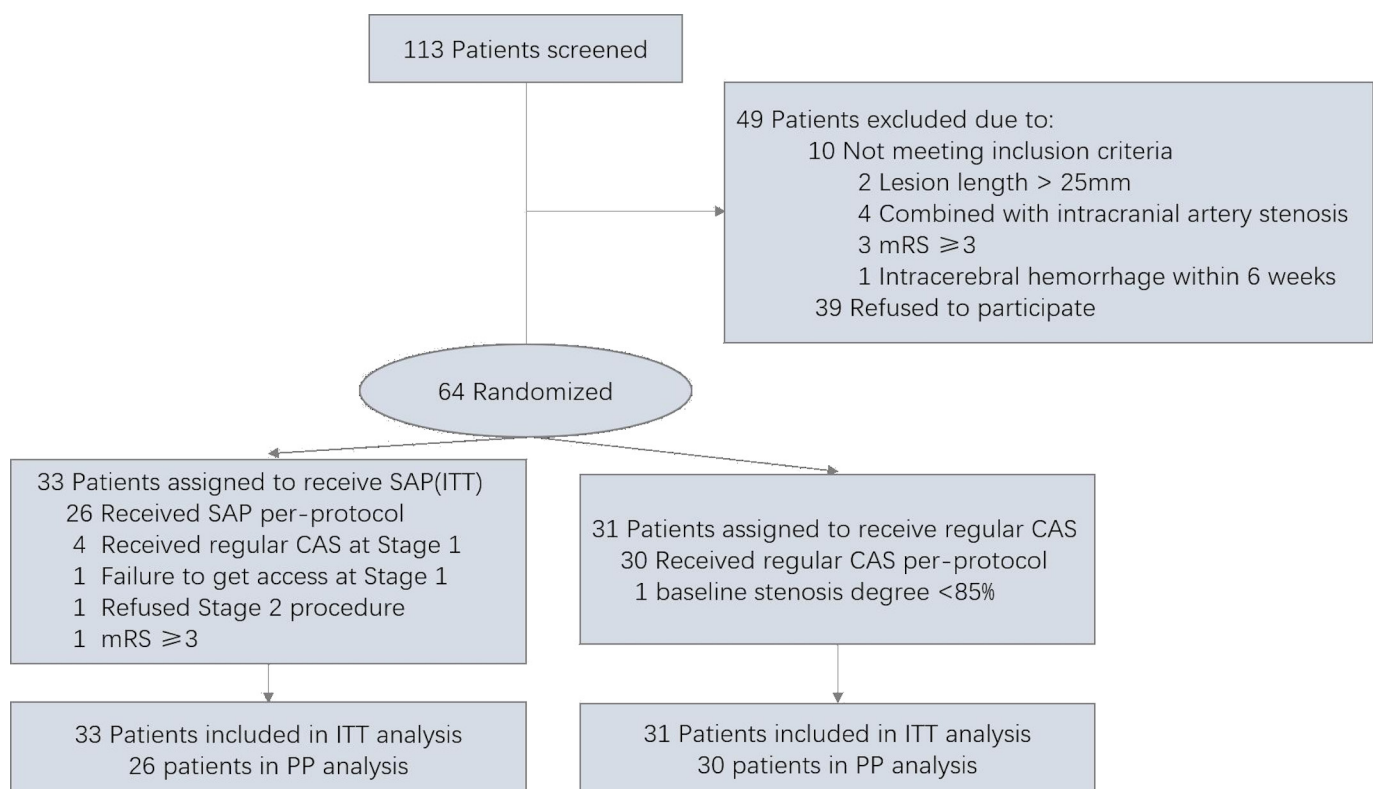 113 Patients screened
49 Patients excluded due to:
10 Not meeting inclusion criteria
2 Lesion length > 25mm
4 Combined with intracranial artery stenosis
3 mRS ≥3
1 Intracerebral hemorrhage within 6 weeks
39 Refused to participate
64 Randomized
33 Patients assigned to receive SAP(ITT)
26 Received SAP per-protocol
4 Received regular CAS at Stage 1
1 Failure to get access at Stage 1
1 Refused Stage 2 procedure
1 mRS ≥3
31 Patients assigned to receive regular CAS
30 Received regular CAS per-protocol
1 baseline stenosis degree <85%
33 Patients included in ITT analysis
26 patients in PP analysis
31 Patients included in ITT analysis
30 patients in PP analysis